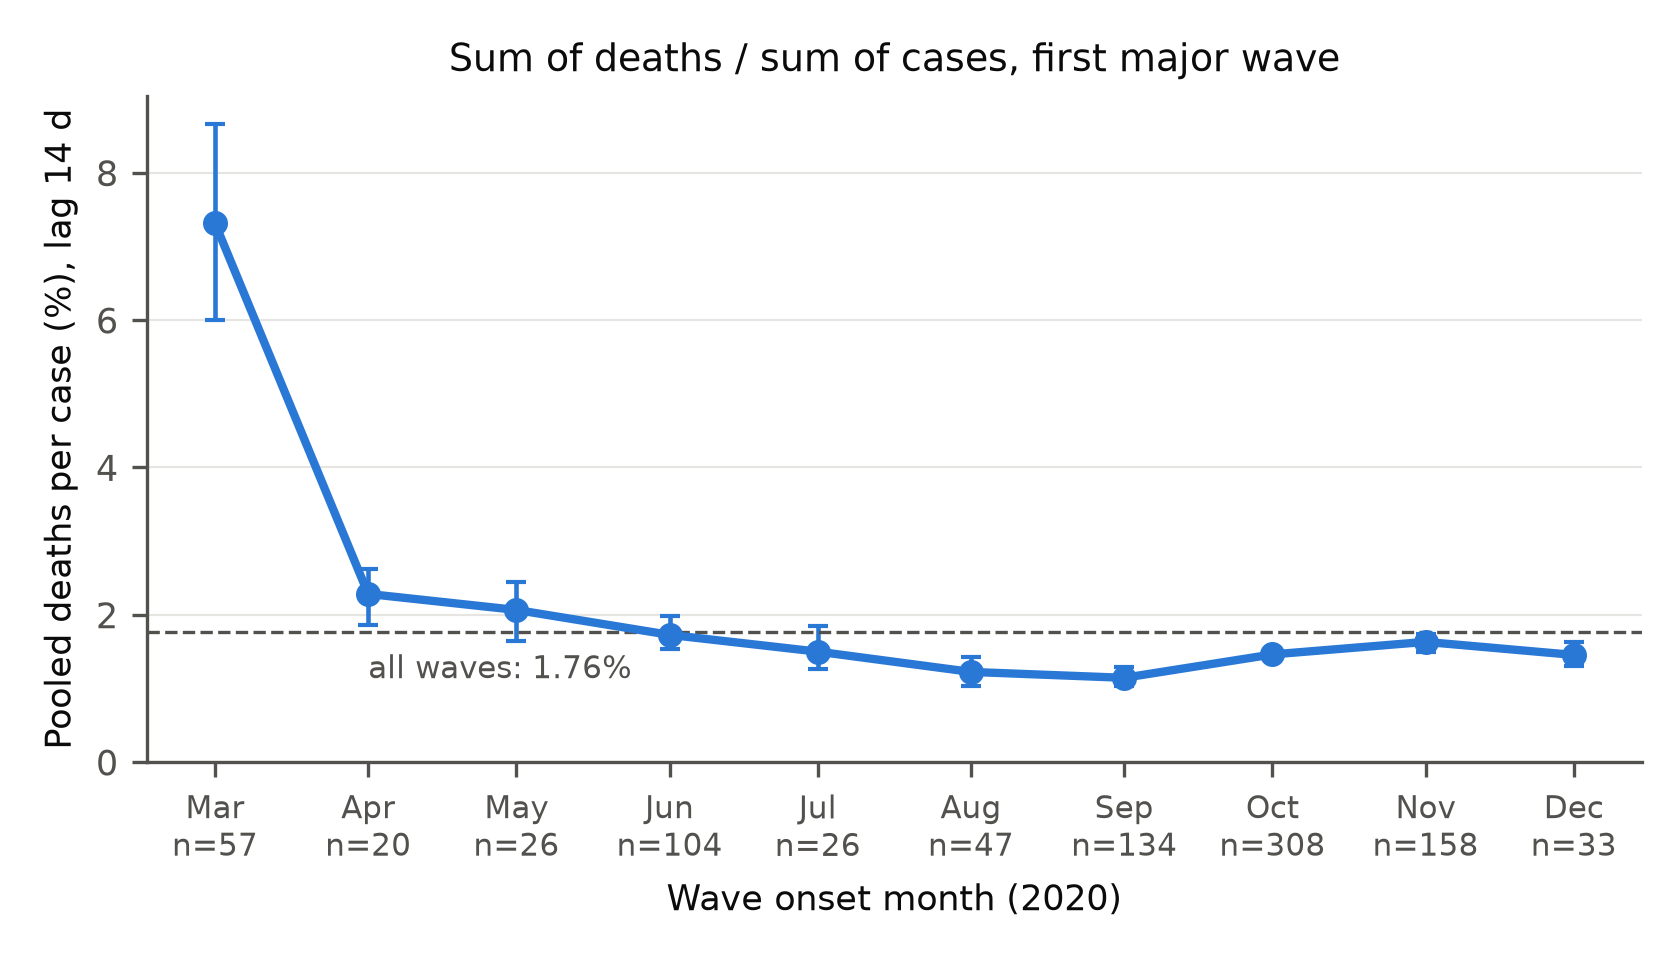 Sum of deaths / sum of cases, first major wave
Pooled deaths per case (%), lag 14 d
8
6
4
2
0
all waves: 1.76%
Mar Apr May Jun Jul Aug Sep Oct Nov Dec
n=57 n=20 n=26 n=104 n=26 n=47 n=134 n=308 n=158 n=33
Wave onset month (2020)